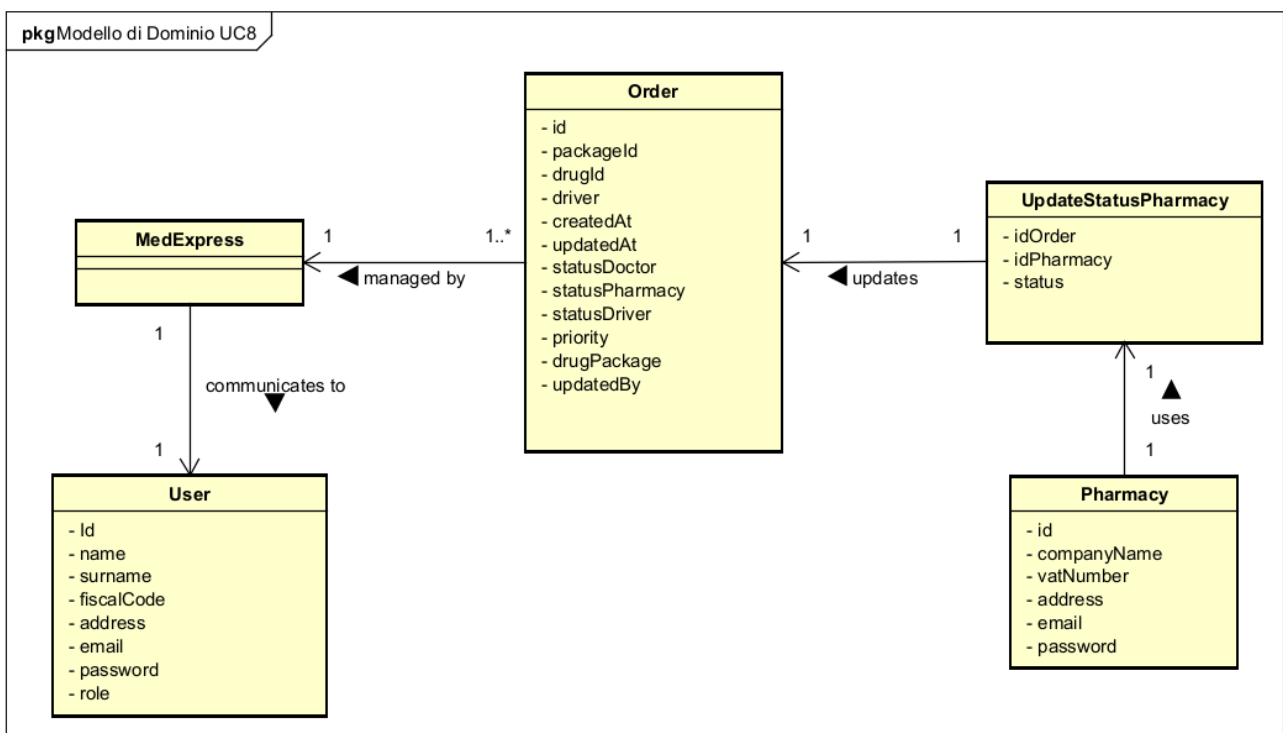 pkg Modello di Dominio UC8
Order
- id
- packageId
- drugId
- driver
- createdAt
- updatedAt
- statusDoctor
- statusPharmacy
- statusDriver
- priority
- drugPackage
- updatedBy
MedExpress
1
1..*
managed by
UpdateStatusPharmacy
- idOrder
- idPharmacy
- status
1
1
updates
1
communicates to
1
1
uses
1
User
- Id
- name
- surname
- fiscalCode
- address
- email
- password
- role
Pharmacy
- id
- companyName
- vatNumber
- address
- email
- password